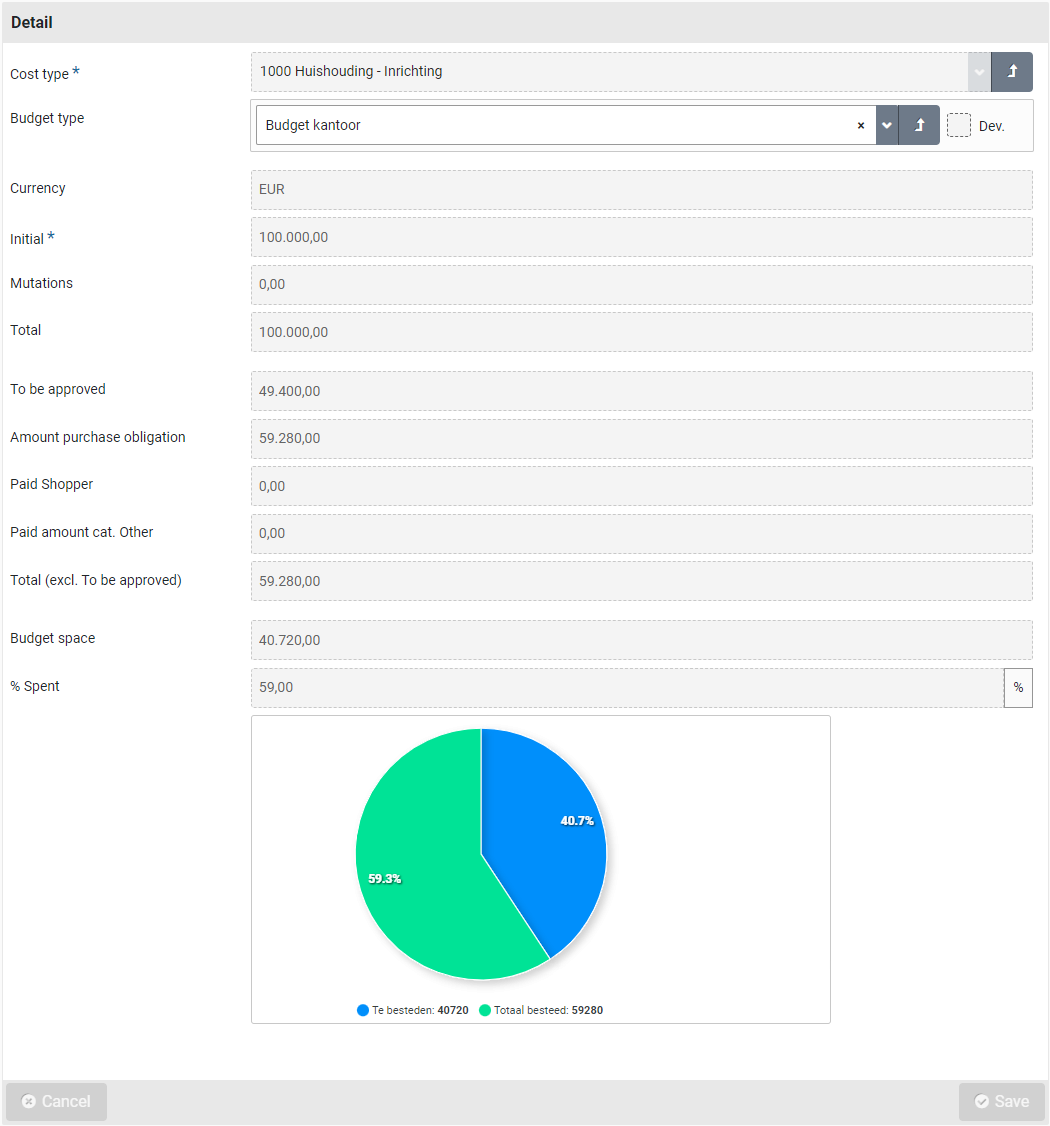 Detail
Cost type *
1000 Huishouding - Inrichting
Budget type
Budget kantoor
×
Dev.
Currency
EUR
Initial *
100.000,00
Mutations
0,00
Total
100.000,00
To be approved
49.400,00
Amount purchase obligation
59.280,00
Paid Shopper
0,00
Paid amount cat. Other
0,00
Total (excl. To be approved)
59.280,00
Budget space
40.720,00
% Spent
59,00
%
40.7%
59.3%
Te besteden: 40720 Totaal besteed: 59280
Cancel
Save